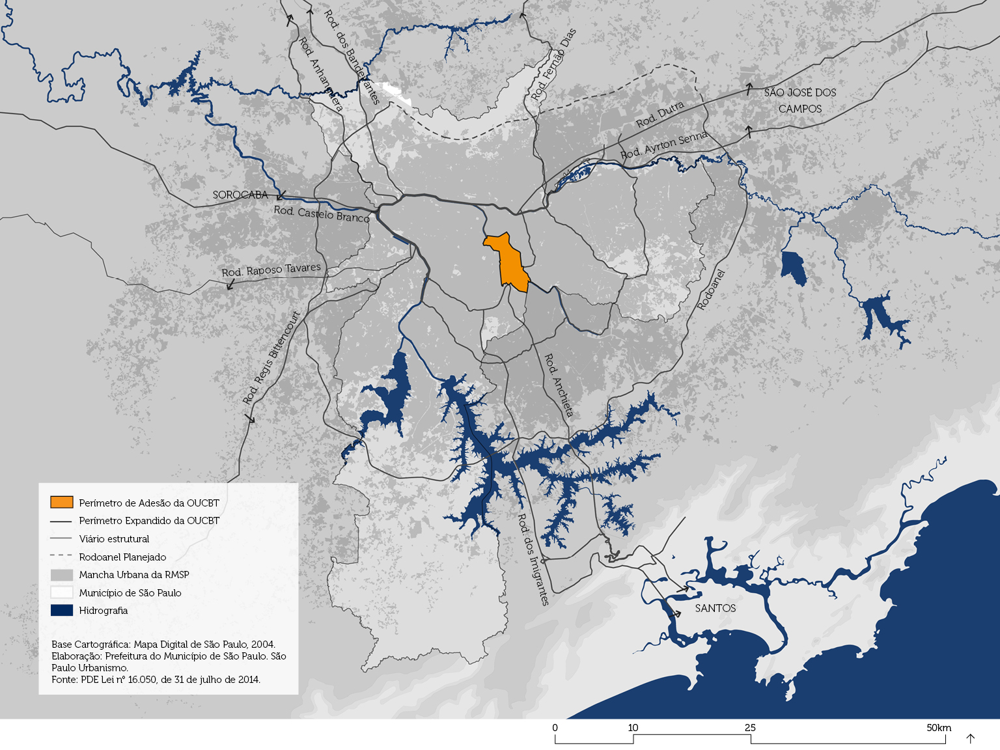 Rod. dos Bandeirantes
Rod. Anhanguera
Rod. Fernão Dias
SÃO JOSÉ DOS
CAMPOS
Rod. Dutra
Rod. Ayrton Senna
SOROCABA
Rod. Castelo Branco
Rod. Raposo Tavares
Rodoanel
Rod. Regis Bittencourt
Rod. Anchieta
Rod. dos Imigrantes
SANTOS
Perímetro de Adesão da OUCBT
Perímetro Expandido da OUCBT
Viário estrutural
Rodoanel Planejado
Mancha Urbana da RMSP
Município de São Paulo
Hidrografia
Base Cartográfica: Mapa Digital de São Paulo, 2004.
Elaboração: Prefeitura do Município de São Paulo. São
Paulo Urbanismo.
Fonte: PDE Lei nº 16.050, de 31 de julho de 2014.
0 10 25 50km